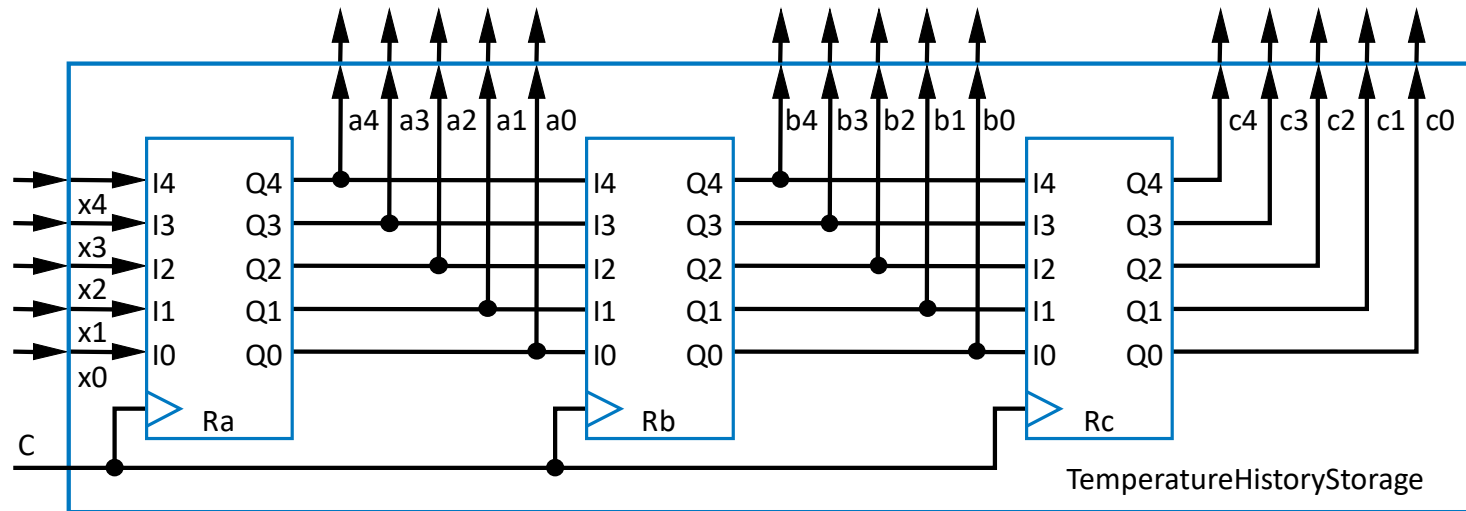 a4 a3 a2 a1 a0 b4 b3 b2 b1 b0 c4 c3 c2 c1 c0
I4 Q4 I4 Q4 I4 Q4
x4
I3 Q3 I3 Q3 I3 Q3
x3
I2 Q2 I2 Q2 I2 Q2
x2
I1 Q1 I1 Q1 I1 Q1
x1
I0 Q0 I0 Q0 I0 Q0
x0
Ra Rb Rc
C
TemperatureHistoryStorage